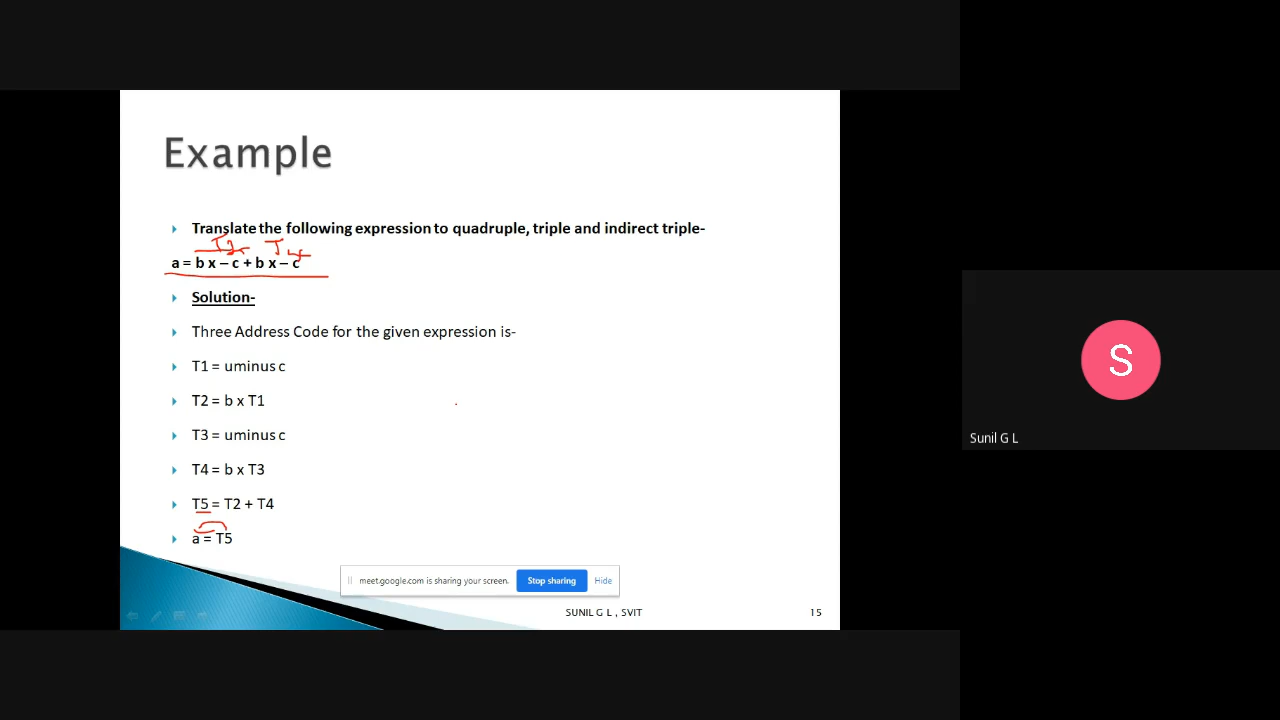 Example
Translate the following expression to quadruple, triple and indirect triple-
T2 T4
a = b x – c + b x – c
Solution-
Three Address Code for the given expression is-
T1 = uminus c
T2 = b x T1
T3 = uminus c
T4 = b x T3
T5 = T2 + T4
a = T5
meet.google.com is sharing your screen. Stop sharing Hide
SUNIL G L , SVIT 15
S
Sunil G L